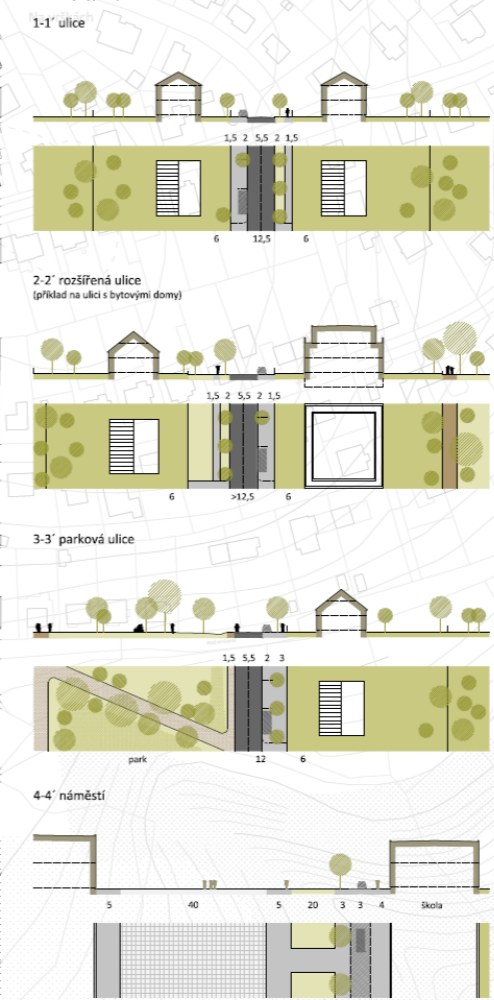 1-1´ ulice
1,5 2 5,5 2 1,5
6 12,5 6
2-2´ rozšířená ulice
(příklad na ulici s bytovými domy)
1,5 2 5,5 2 1,5
6 >12,5 6
3-3´ parková ulice
1,5 5,5 2 3
park 12 6
4-4´ náměstí
5 40 5 20 3 3 4 škola